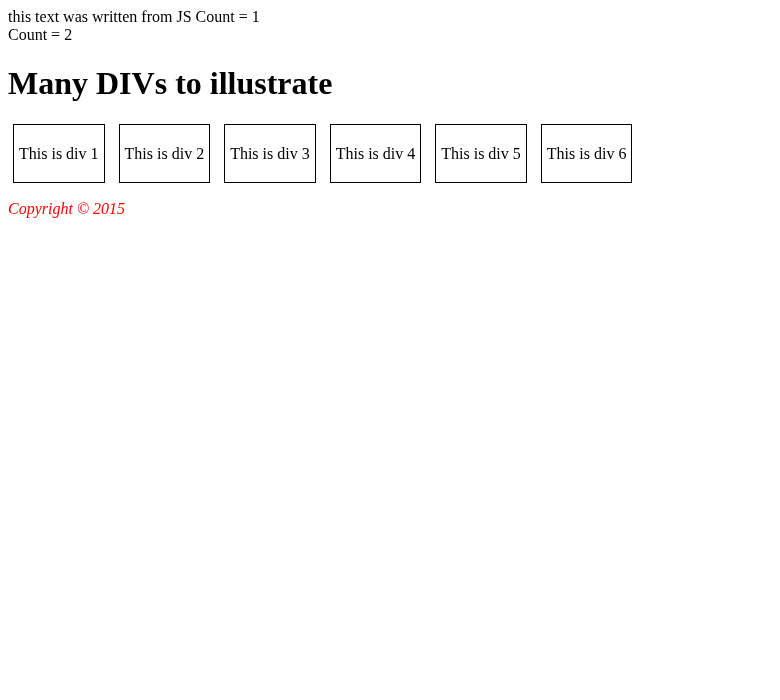 this text was written from JS Count = 1
Count = 2
Many DIVs to illustrate
This is div 1 This is div 2 This is div 3 This is div 4 This is div 5 This is div 6
Copyright © 2015